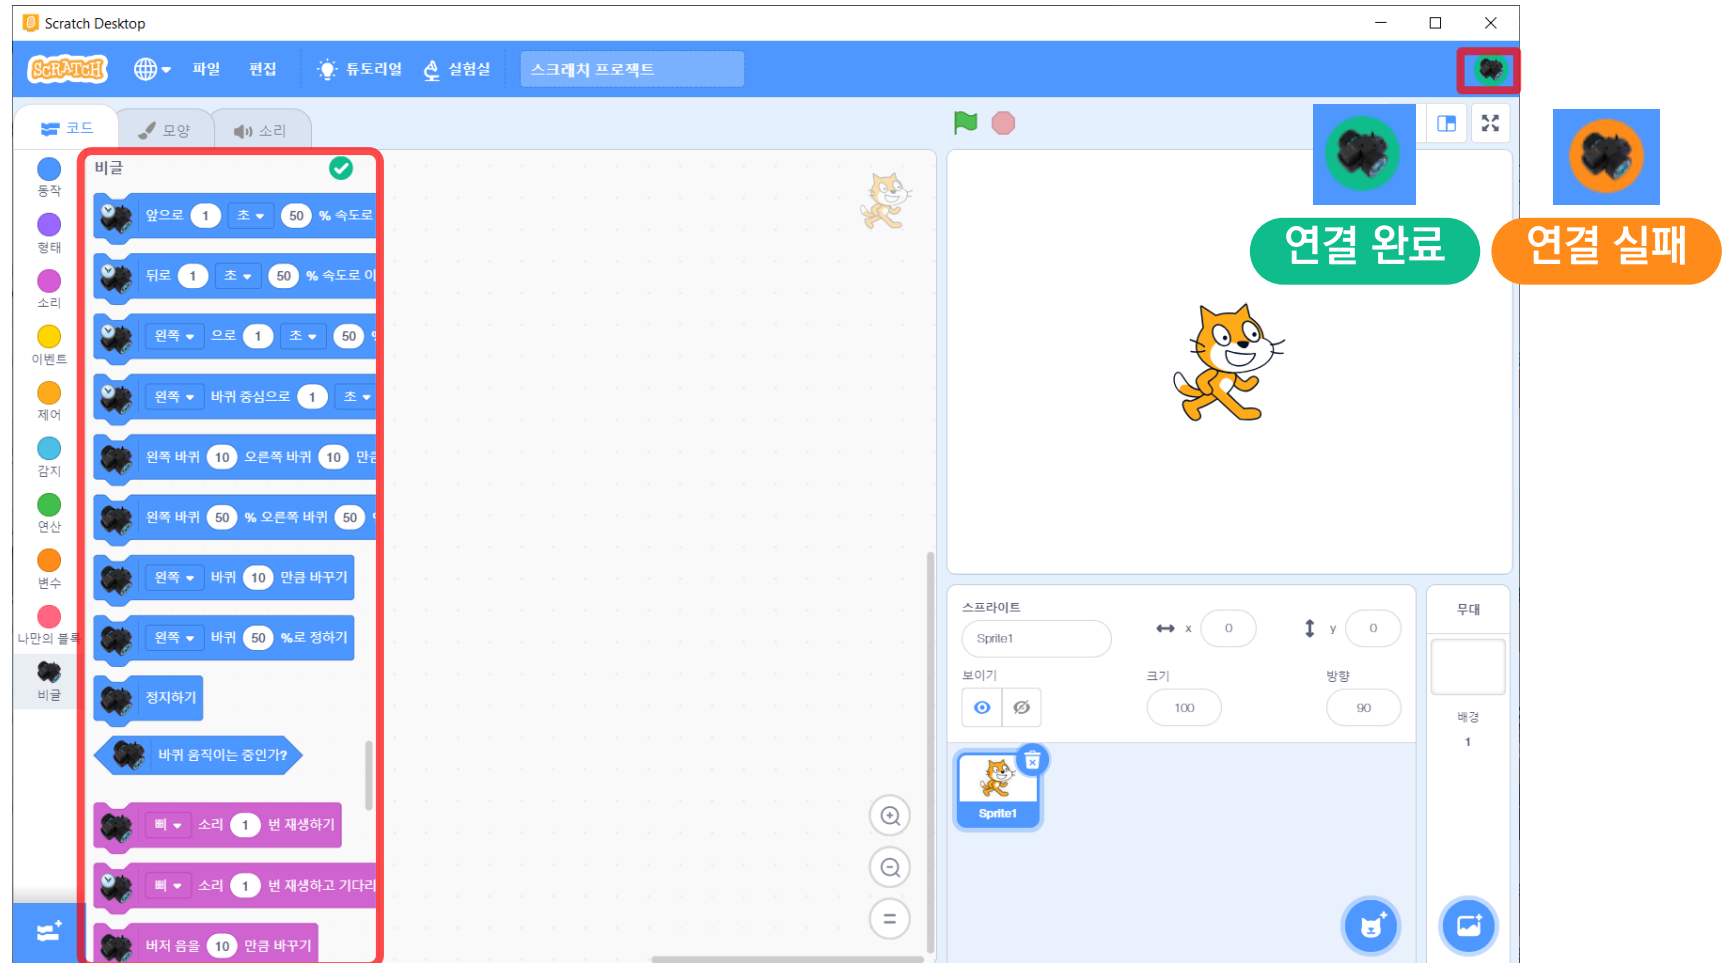 Scratch Desktop
SCRATCH 파일 편집 튜토리얼 실험실 스크래치 프로젝트
코드 모양 소리
동작
형태
소리
이벤트
제어
감지
연산
변수
나만의 블록
비글
비글
앞으로 1 초 50 % 속도로
뒤로 1 초 50 % 속도로 이
왼쪽 으로 1 초 50
왼쪽 바퀴 중심으로 1 초
왼쪽 바퀴 10 오른쪽 바퀴 10 만큼
왼쪽 바퀴 50 % 오른쪽 바퀴 50
왼쪽 바퀴 10 만큼 바꾸기
왼쪽 바퀴 50 %로 정하기
정지하기
바퀴 움직이는 중인가?
삐 소리 1 번 재생하기
삐 소리 1 번 재생하고 기다리
버저 음을 10 만큼 바꾸기
연결 완료 연결 실패
스프라이트
Sprite1
x 0 y 0
보이기 크기 방향
100 90
Sprite1
무대
배경
1